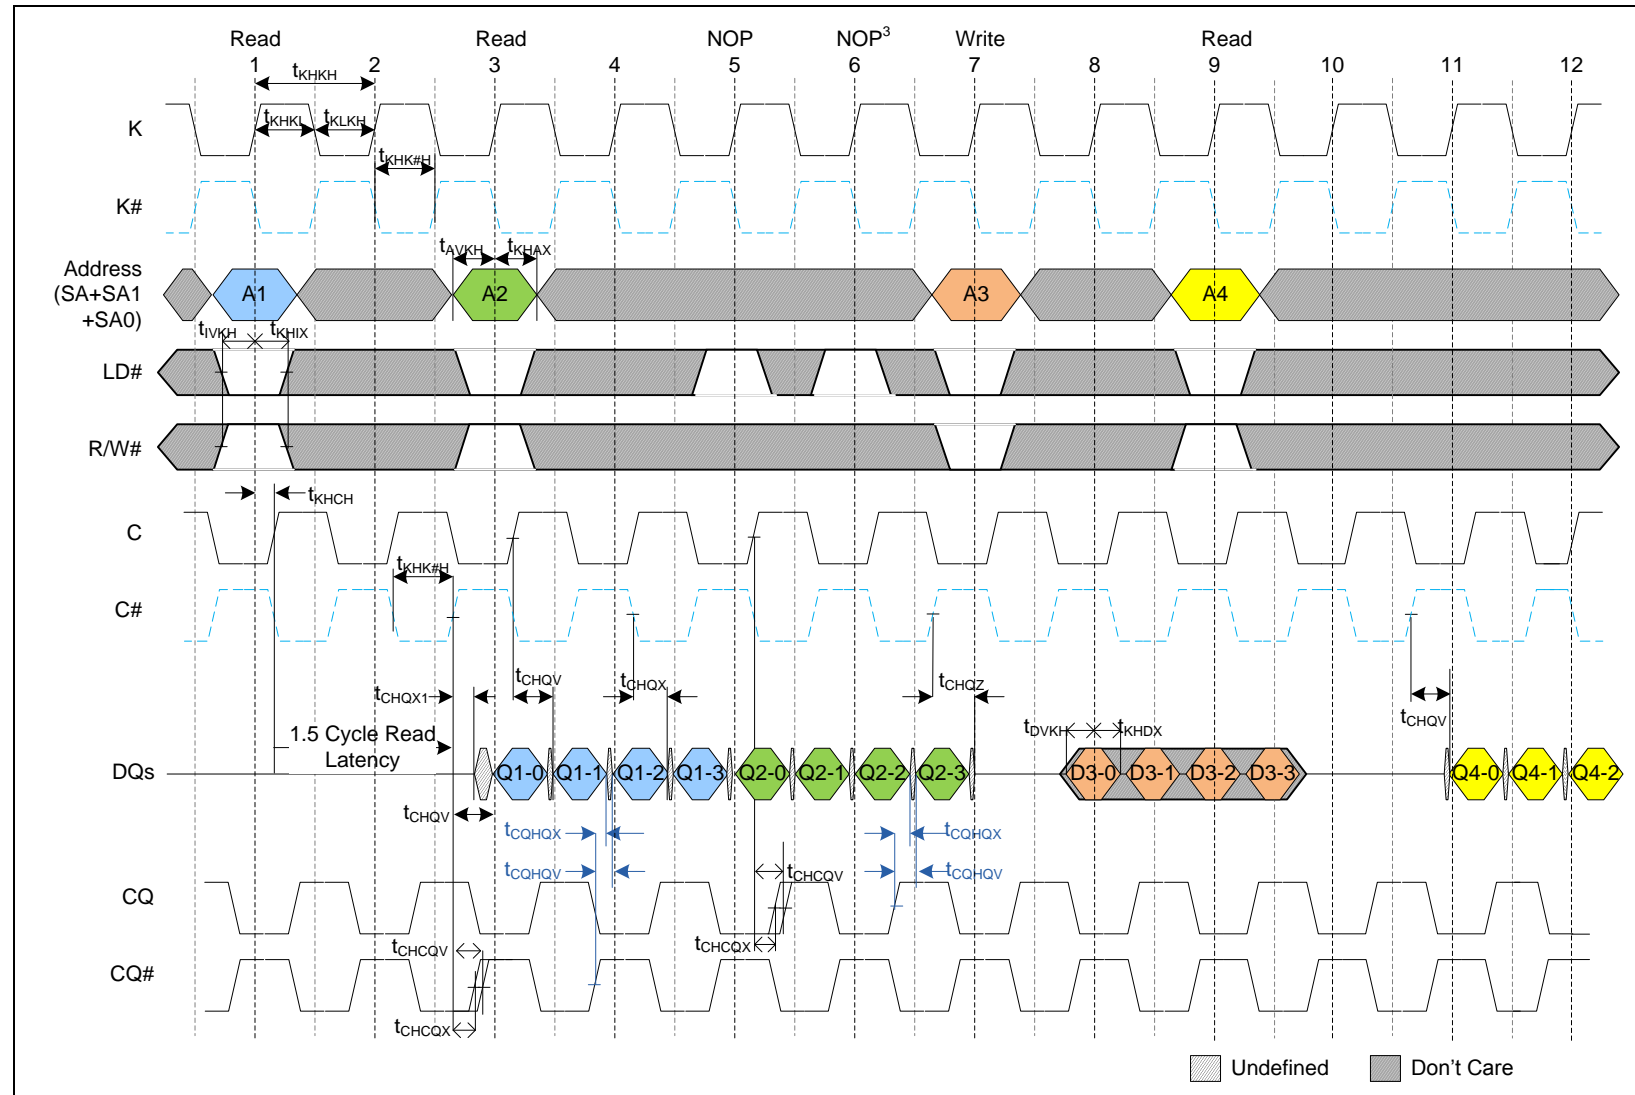 Read Read NOP NOP3 Write Read
1 2 3 4 5 6 7 8 9 10 11 12
tKHKH
K
tKHKL tKLKH
tKHK#H
K#
tAVKH tKHAX
Address
(SA+SA1
+SA0)
A1 A2 A3 A4
tIVKH tKHIX
LD#
R/W#
tKHCH
C
tKHK#H
C#
tCHQX1 tCHQV tCHQX tCHQZ tCHQV
1.5 Cycle Read
Latency
tDVKH tKHDX
DQs
Q1-0 Q1-1 Q1-2 Q1-3 Q2-0 Q2-1 Q2-2 Q2-3 D3-0 D3-1 D3-2 D3-3 Q4-0 Q4-1 Q4-2
tCHQV
tCQHQX tCQHQX
tCQHQV tCHCQV tCQHQV
CQ
tCHCQV tCHCQX
CQ#
tCHCQX
Undefined Don't Care